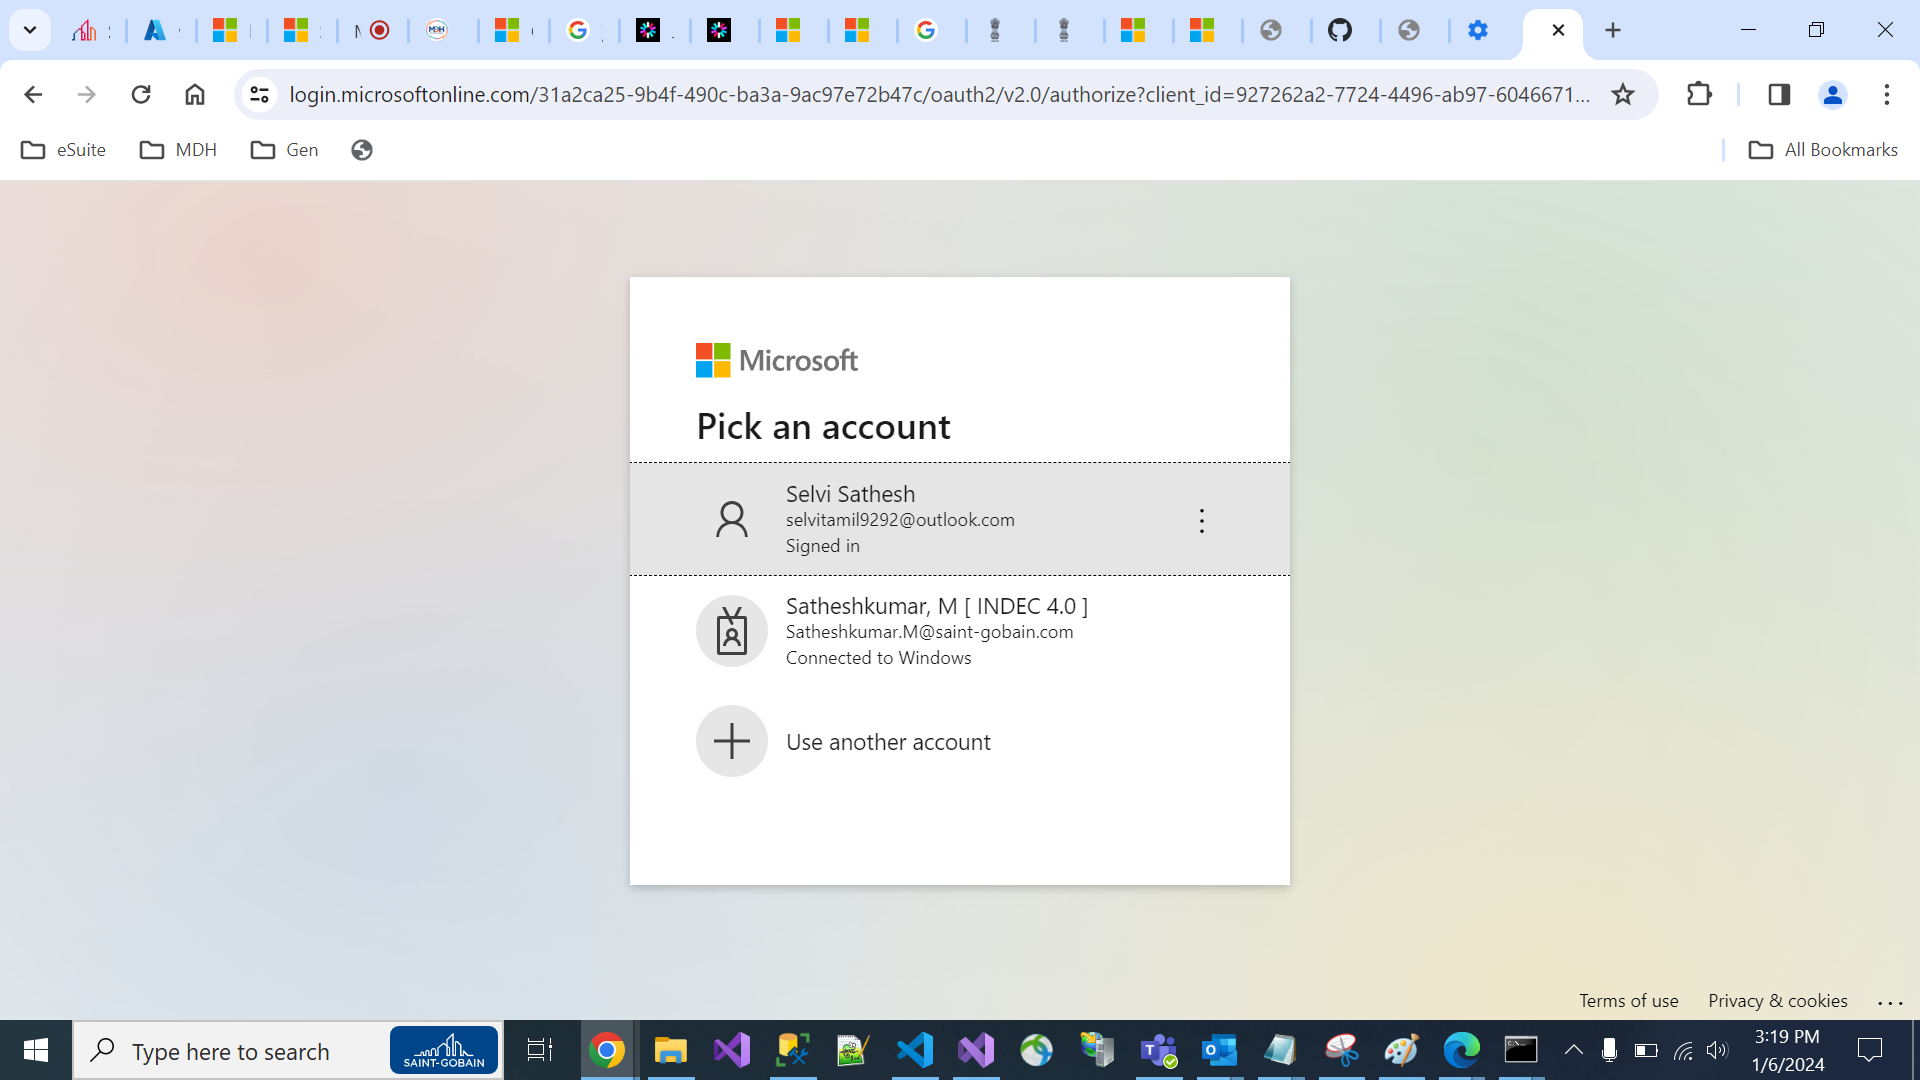 login.microsoftonline.com/31a2ca25-9b4f-490c-ba3a-9ac97e72b47c/oauth2/v2.0/authorize?client_id=927262a2-7724-4496-ab97-6046671...
eSuite MDH Gen All Bookmarks
Microsoft
Pick an account
Selvi Sathesh
selvitamil9292@outlook.com
Signed in
Satheshkumar, M [ INDEC 4.0 ]
Satheshkumar.M@saint-gobain.com
Connected to Windows
Use another account
Terms of use Privacy & cookies ...
Type here to search SAINT-GOBAIN
3:19 PM
1/6/2024